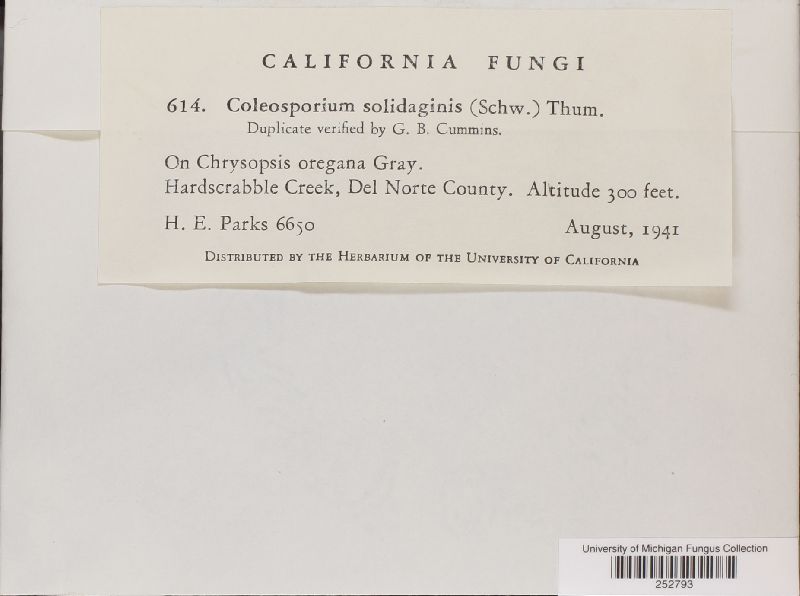 CALIFORNIA FUNGI
614. Coleosporium solidaginis (Schw.) Thum.
Duplicate verified by G. B. Cummins.
On Chrysopsis oregana Gray.
Hardscrabble Creek, Del Norte County. Altitude 300 feet.
H. E. Parks 6650 August, 1941
DISTRIBUTED BY THE HERBARIUM OF THE UNIVERSITY OF CALIFORNIA
University of Michigan Fungus Collection
252793